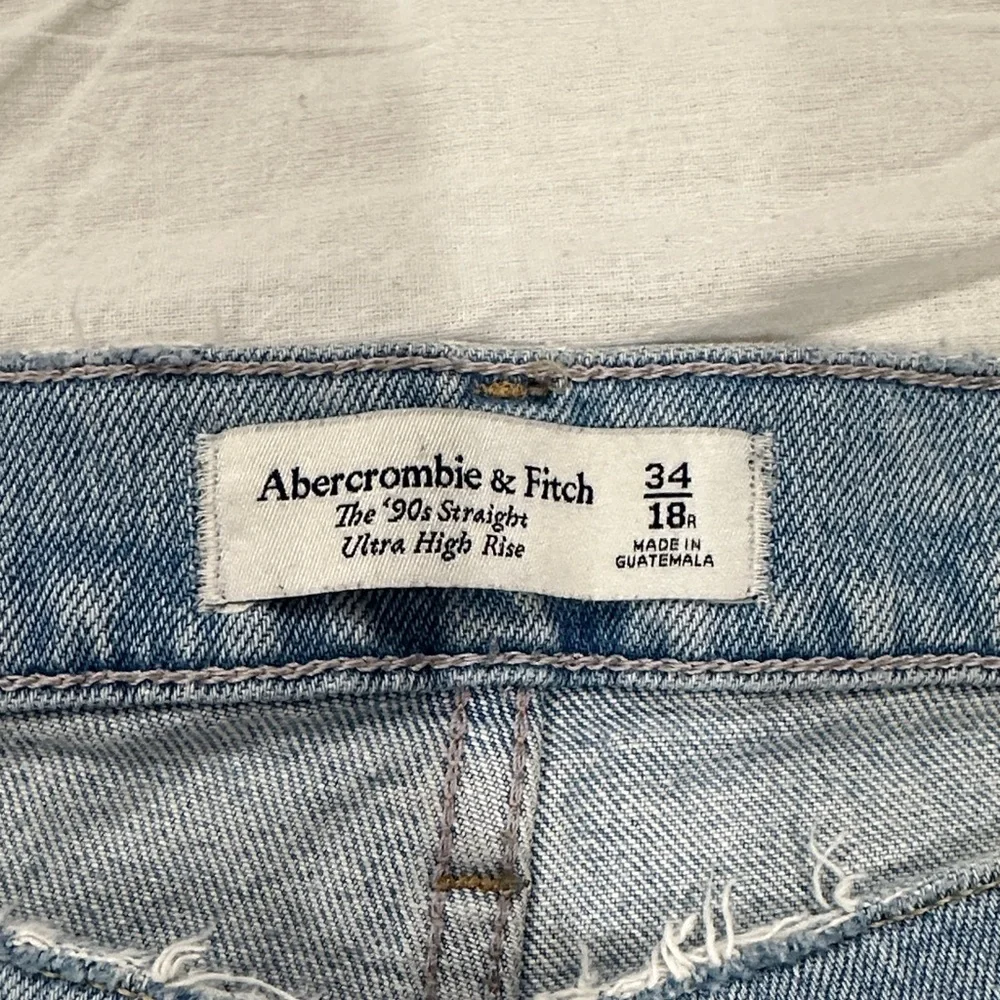 Abercrombie & Fitch
The '90s Straight
Ultra High Rise
34
18R
MADE IN
GUATEMALA